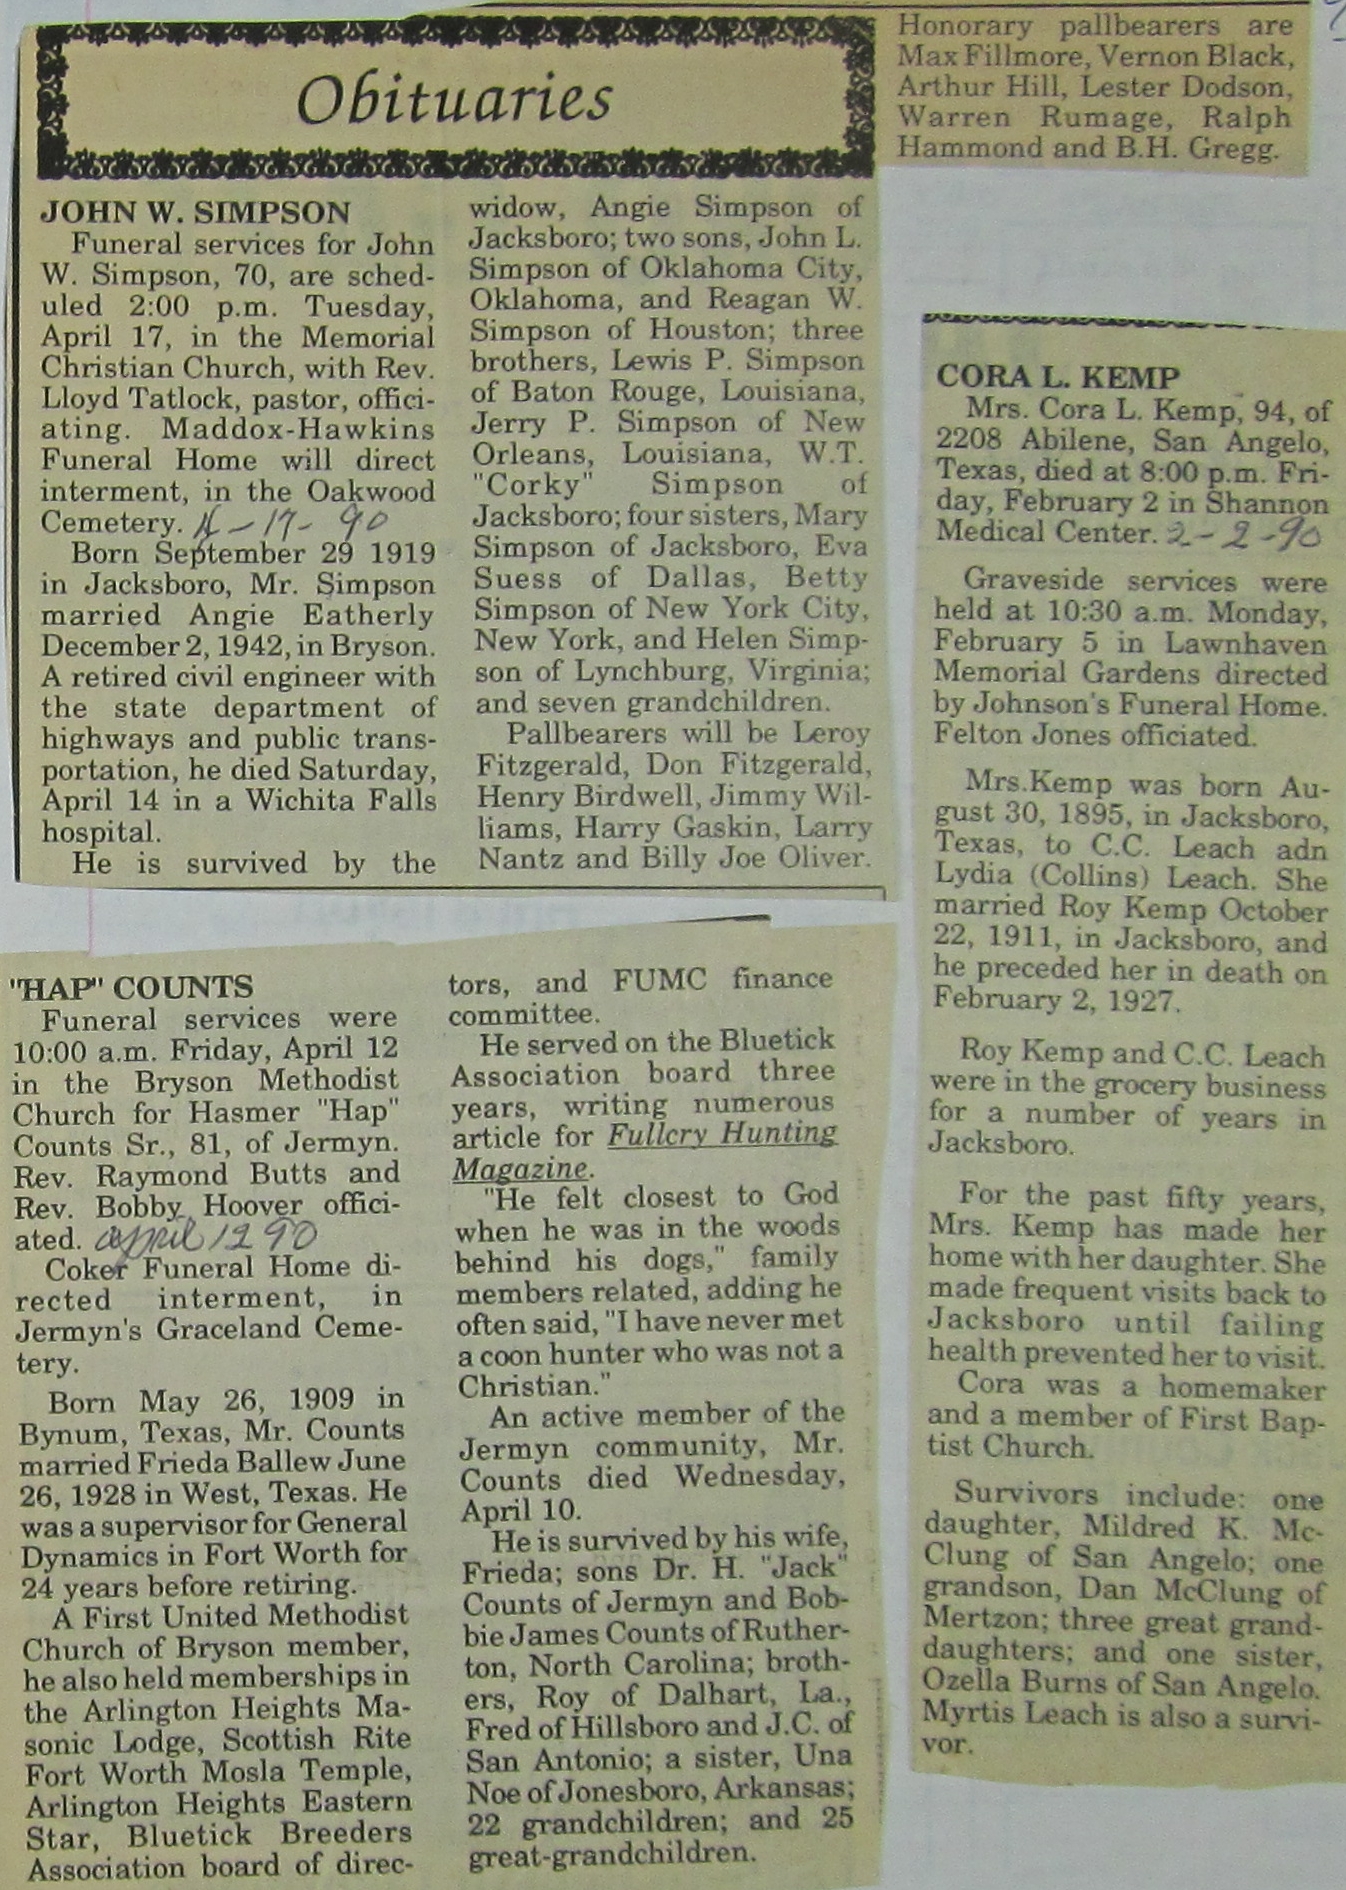 Obituaries
JOHN W. SIMPSON
Funeral services for John
W. Simpson, 70, are sched-
uled 2:00 p.m. Tuesday,
April 17, in the Memorial
Christian Church, with Rev.
Lloyd Tatlock, pastor, offici-
ating. Maddox-Hawkins
Funeral Home will direct
interment, in the Oakwood
Cemetery. 4-17-90
Born September 29 1919
in Jacksboro, Mr. Simpson
married Angie Eatherly
December 2, 1942, in Bryson.
A retired civil engineer with
the state department of
highways and public trans-
portation, he died Saturday,
April 14 in a Wichita Falls
hospital.
He is survived by the
widow, Angie Simpson of
Jacksboro; two sons, John L.
Simpson of Oklahoma City,
Oklahoma, and Reagan W.
Simpson of Houston; three
brothers, Lewis P. Simpson
of Baton Rouge, Louisiana,
Jerry P. Simpson of New
Orleans, Louisiana, W.T.
"Corky" Simpson of
Jacksboro; four sisters, Mary
Simpson of Jacksboro, Eva
Suess of Dallas, Betty
Simpson of New York City,
New York, and Helen Simp-
son of Lynchburg, Virginia;
and seven grandchildren.
Pallbearers will be Leroy
Fitzgerald, Don Fitzgerald,
Henry Birdwell, Jimmy Wil-
liams, Harry Gaskin, Larry
Nantz and Billy Joe Oliver.
Honorary pallbearers are
Max Fillmore, Vernon Black,
Arthur Hill, Lester Dodson,
Warren Rumage, Ralph
Hammond and B.H. Gregg.
"HAP" COUNTS
Funeral services were
10:00 a.m. Friday, April 12
in the Bryson Methodist
Church for Hasmer "Hap"
Counts Sr., 81, of Jermyn.
Rev. Raymond Butts and
Rev. Bobby Hoover offici-
ated. april 12 90
Coker Funeral Home di-
rected interment, in
Jermyn's Graceland Ceme-
tery.
Born May 26, 1909 in
Bynum, Texas, Mr. Counts
married Frieda Ballew June
26, 1928 in West, Texas. He
was a supervisor for General
Dynamics in Fort Worth for
24 years before retiring.
A First United Methodist
Church of Bryson member,
he also held memberships in
the Arlington Heights Ma-
sonic Lodge, Scottish Rite
Fort Worth Mosla Temple,
Arlington Heights Eastern
Star, Bluetick Breeders
Association board of direc-
tors, and FUMC finance
committee.
He served on the Bluetick
Association board three
years, writing numerous
article for Fullcry Hunting
Magazine.
"He felt closest to God
when he was in the woods
behind his dogs," family
members related, adding he
often said, "I have never met
a coon hunter who was not a
Christian."
An active member of the
Jermyn community, Mr.
Counts died Wednesday,
April 10.
He is survived by his wife,
Frieda; sons Dr. H. "Jack"
Counts of Jermyn and Bob-
bie James Counts of Ruther-
ton, North Carolina; broth-
ers, Roy of Dalhart, La.,
Fred of Hillsboro and J.C. of
San Antonio; a sister, Una
Noe of Jonesboro, Arkansas;
22 grandchildren; and 25
great-grandchildren.
CORA L. KEMP
Mrs. Cora L. Kemp, 94, of
2208 Abilene, San Angelo,
Texas, died at 8:00 p.m. Fri-
day, February 2 in Shannon
Medical Center. 2-2-90
Graveside services were
held at 10:30 a.m. Monday,
February 5 in Lawnhaven
Memorial Gardens directed
by Johnson's Funeral Home.
Felton Jones officiated.
Mrs.Kemp was born Au-
gust 30, 1895, in Jacksboro,
Texas, to C.C. Leach adn
Lydia (Collins) Leach. She
married Roy Kemp October
22, 1911, in Jacksboro, and
he preceded her in death on
February 2, 1927.
Roy Kemp and C.C. Leach
were in the grocery business
for a number of years in
Jacksboro.
For the past fifty years,
Mrs. Kemp has made her
home with her daughter. She
made frequent visits back to
Jacksboro until failing
health prevented her to visit.
Cora was a homemaker
and a member of First Bap-
tist Church.
Survivors include: one
daughter, Mildred K. Mc-
Clung of San Angelo; one
grandson, Dan McClung of
Mertzon; three great grand-
daughters; and one sister,
Ozella Burns of San Angelo.
Myrtis Leach is also a survi-
vor.